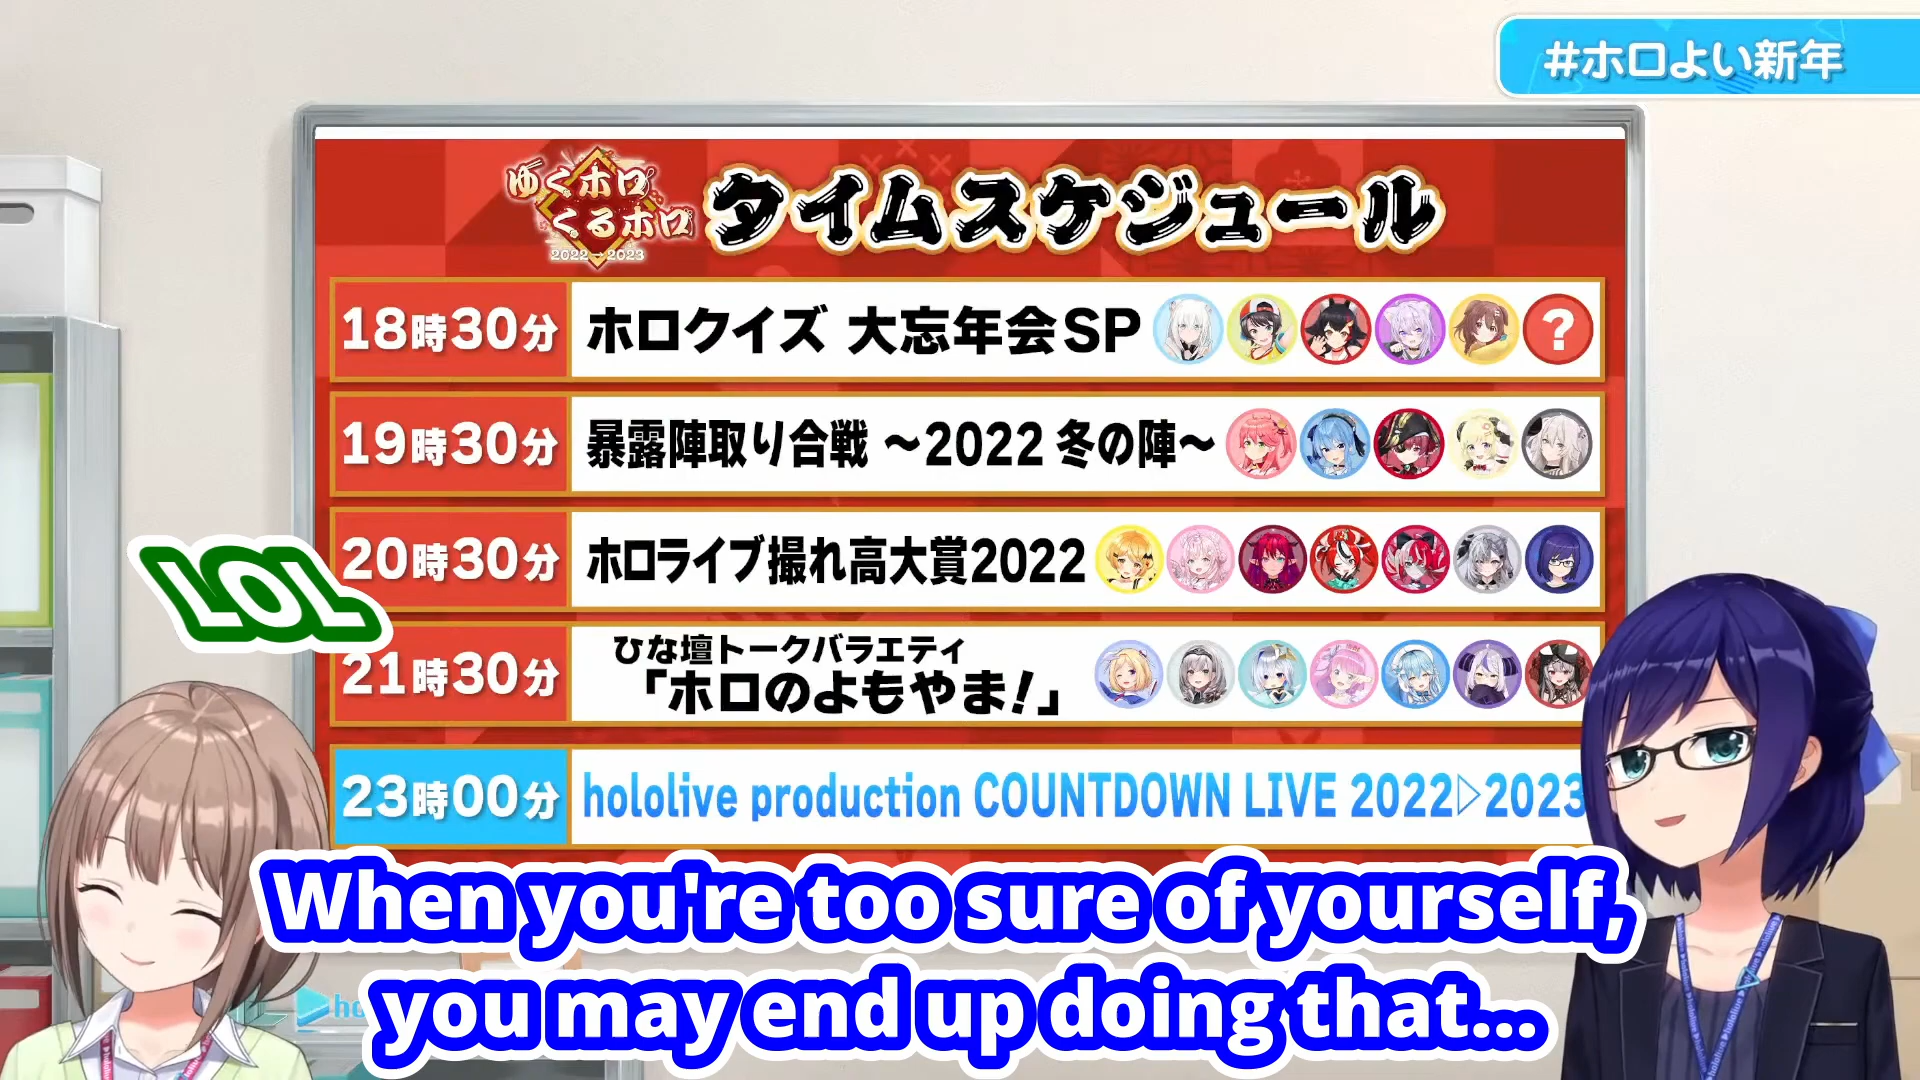 #ホロよい新年
ゆくホロ
くるホロ
2022→2023
タイムスケジュール
18時30分 ホロクイズ 大忘年会SP ?
19時30分 暴露陣取り合戦 ～2022 冬の陣～
20時30分 ホロライブ撮れ高大賞2022
21時30分 ひな壇トークバラエティ
「ホロのよもやま!」
23時00分 hololive production COUNTDOWN LIVE 2022▷2023
LOL
When you're too sure of yourself,
you may end up doing that...